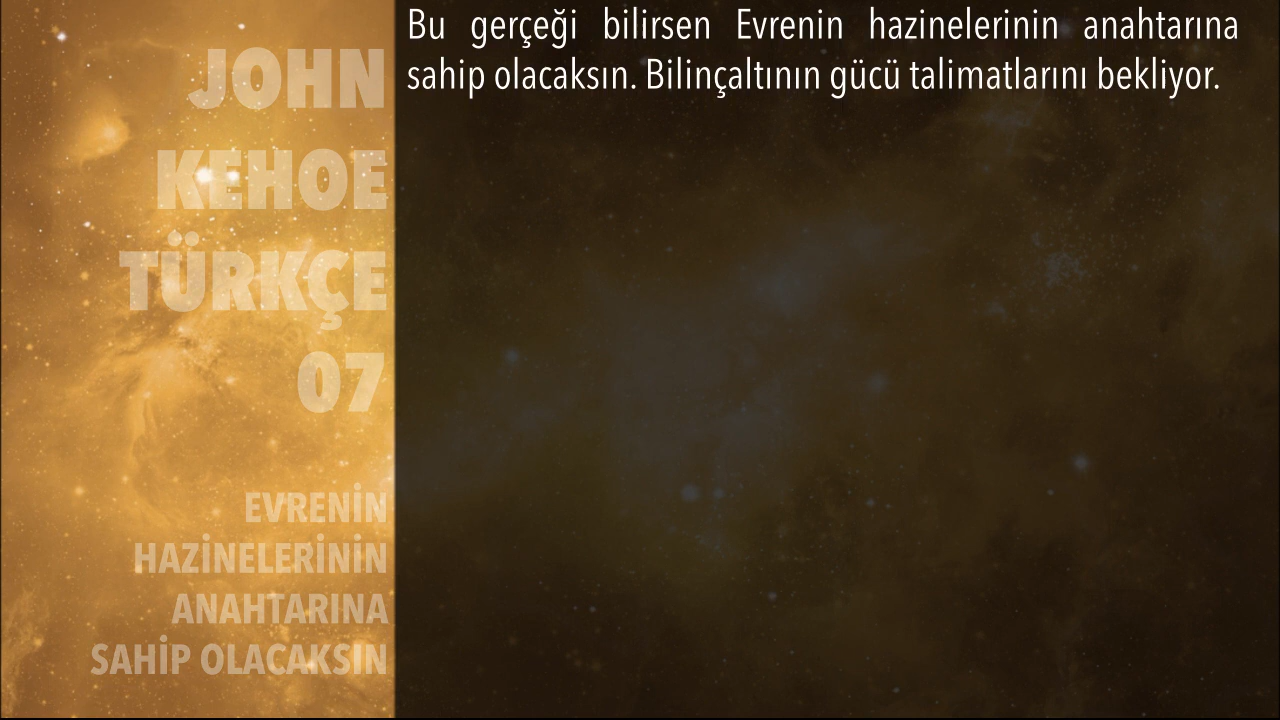 JOHN
KEHOE
TÜRKÇE
07
EVRENİN
HAZİNELERİNİN
ANAHTARINA
SAHİP OLACAKSIN
Bu gerçeği bilirsen Evrenin hazinelerinin anahtarına
sahip olacaksın. Bilinçaltının gücü talimatlarını bekliyor.